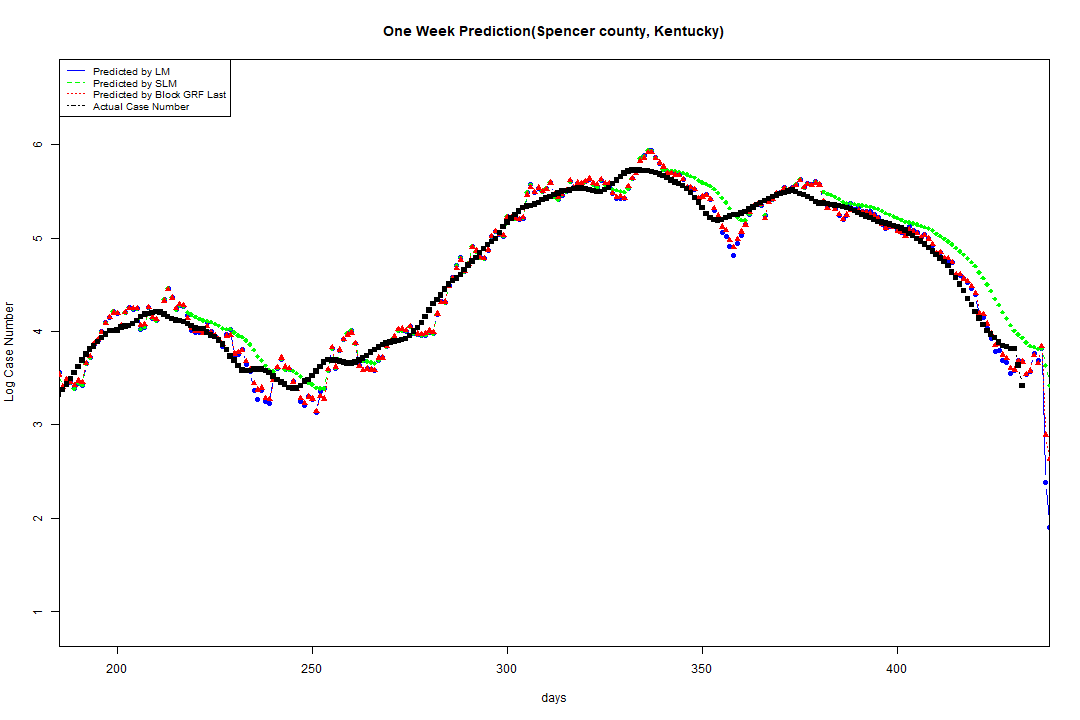 One Week Prediction(Spencer county, Kentucky)
Predicted by LM
Predicted by SLM
Predicted by Block GRF Last
Actual Case Number
6
5
4
3
2
1
Log Case Number
200 250 300 350 400
days